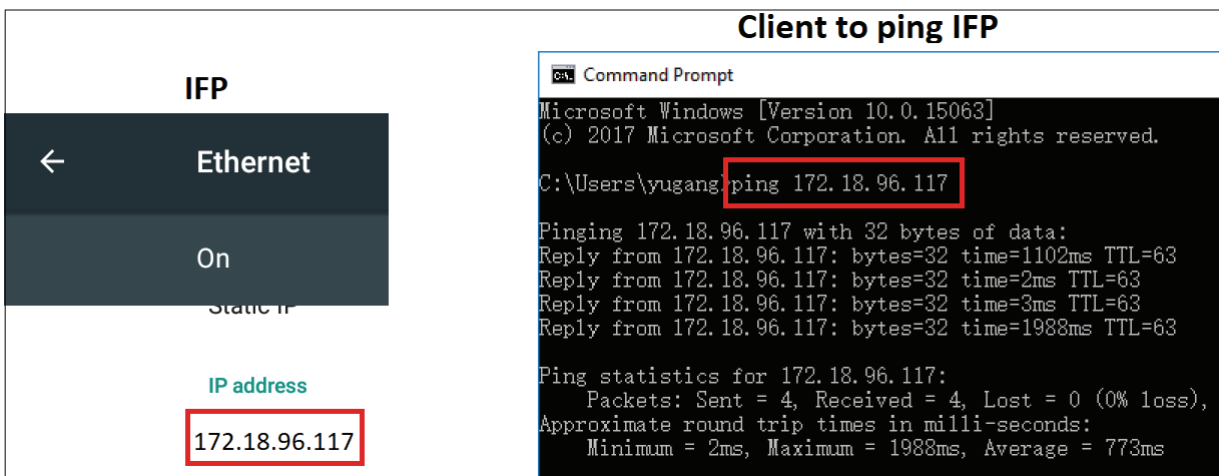 IFP
Ethernet
On
Static IP
IP address
172.18.96.117
Client to ping IFP
Command Prompt
Microsoft Windows [Version 10.0.15063]
(c) 2017 Microsoft Corporation. All rights reserved.
C:\Users\yugang>ping 172.18.96.117
Pinging 172.18.96.117 with 32 bytes of data:
Reply from 172.18.96.117: bytes=32 time=1102ms TTL=63
Reply from 172.18.96.117: bytes=32 time=2ms TTL=63
Reply from 172.18.96.117: bytes=32 time=3ms TTL=63
Reply from 172.18.96.117: bytes=32 time=1988ms TTL=63
Ping statistics for 172.18.96.117:
Packets: Sent = 4, Received = 4, Lost = 0 (0% loss),
Approximate round trip times in milli-seconds:
Minimum = 2ms, Maximum = 1988ms, Average = 773ms